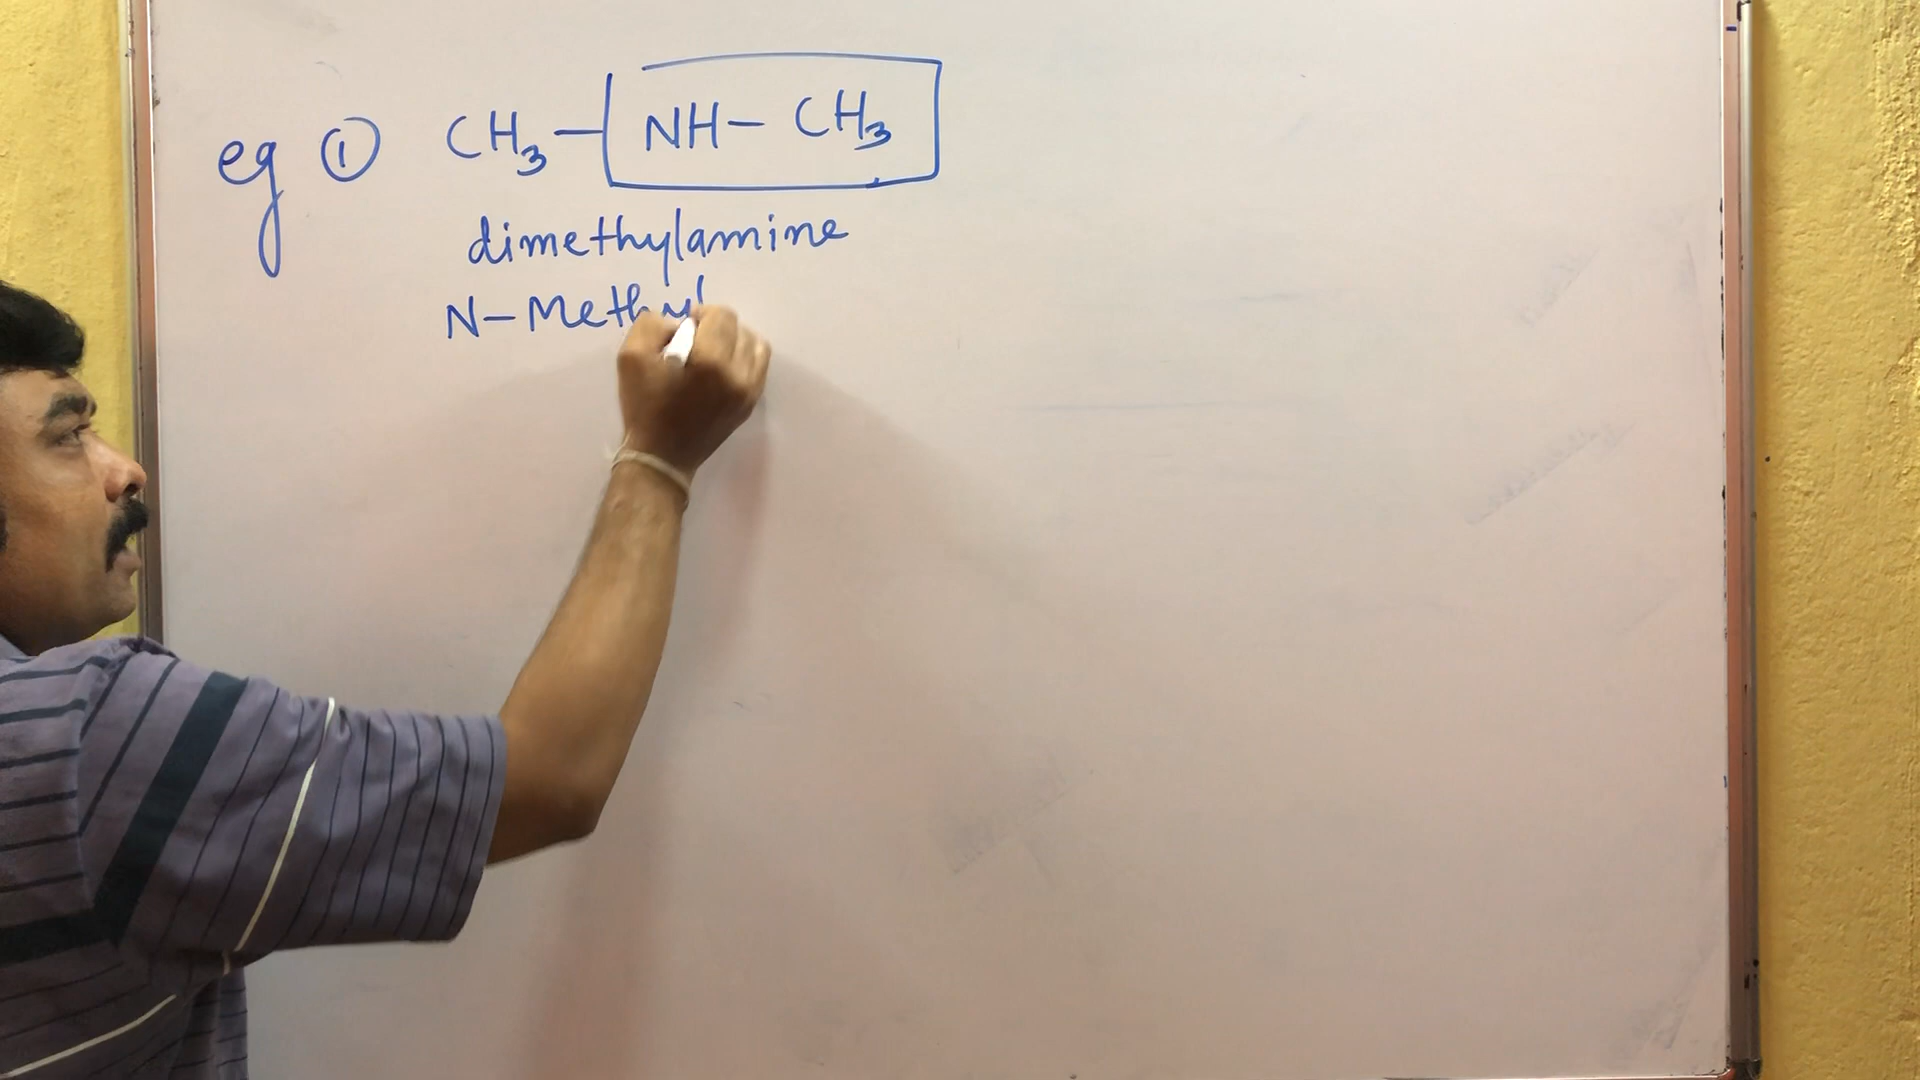 eg ① CH₃-NH-CH₃
dimethylamine
N-Methyl